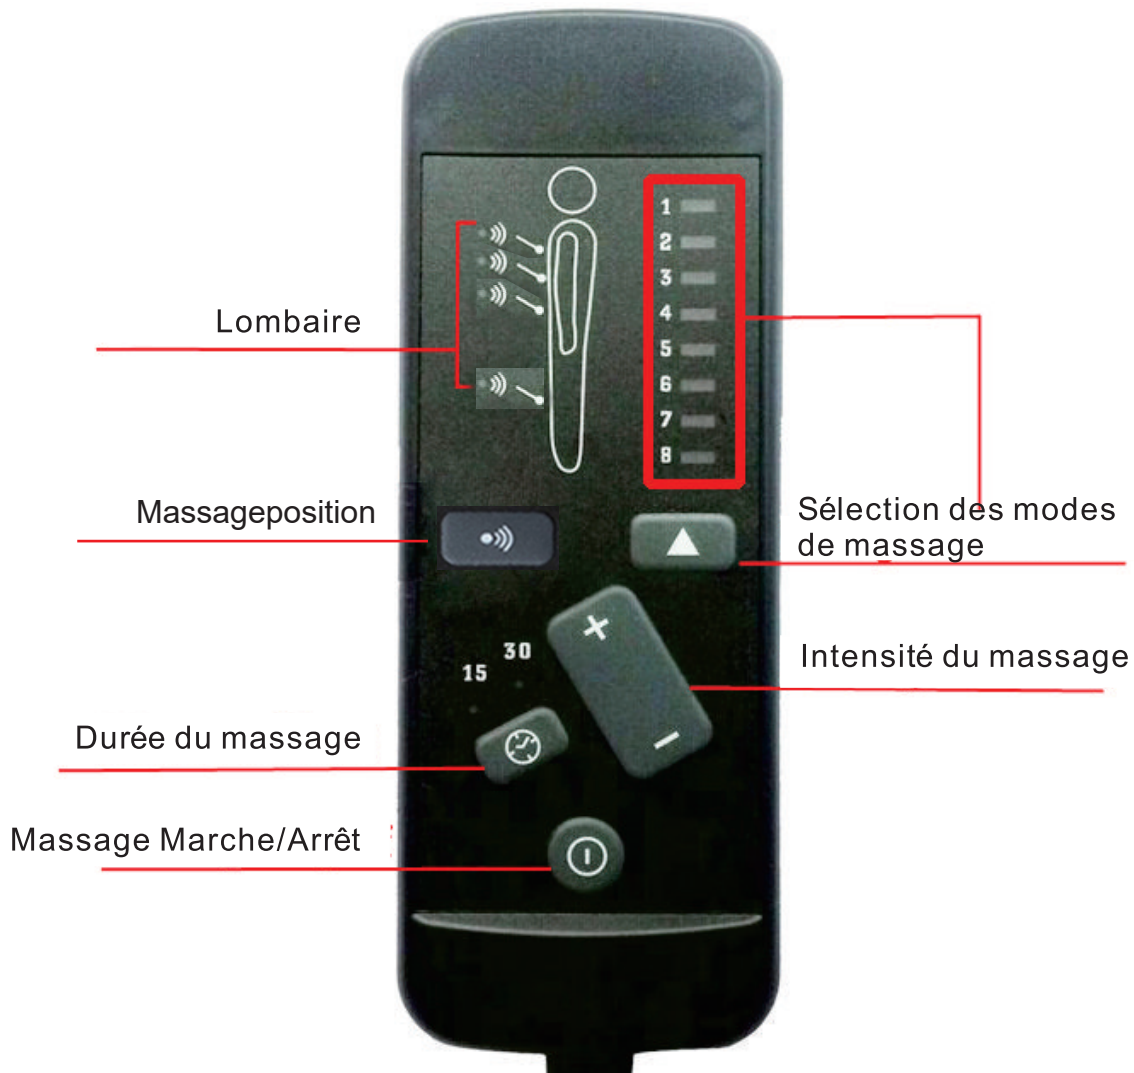 1
2
3
4
5
6
7
8
Lombaire
Massageposition
Sélection des modes
de massage
Intensité du massage
30
15
Durée du massage
Massage Marche/Arrêt